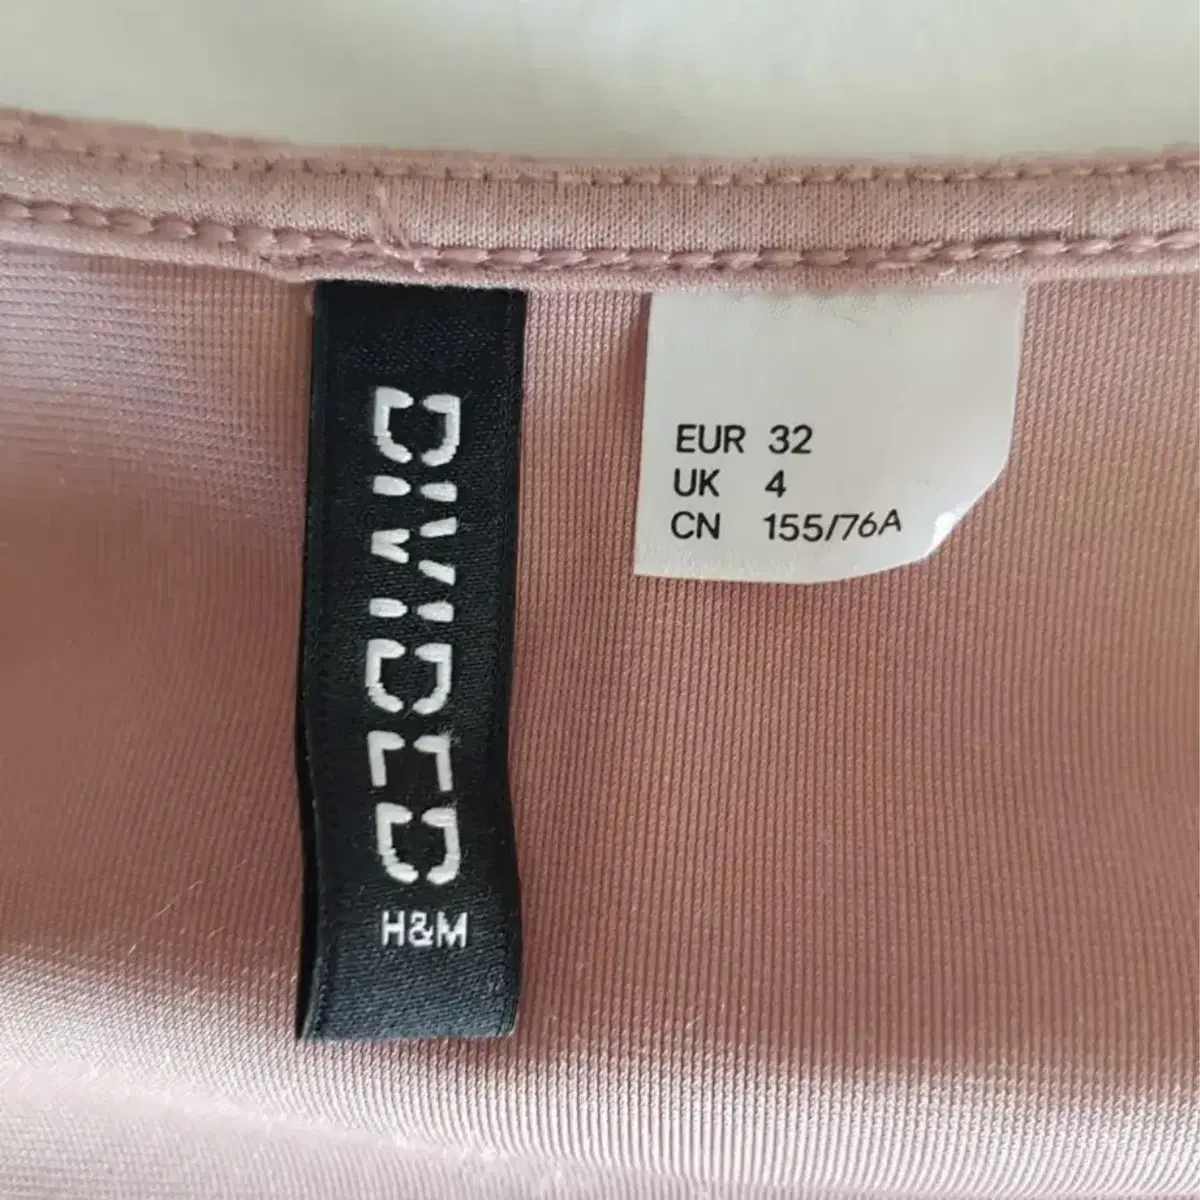 DIVIDED
H&M
EUR 32
UK 4
CN 155/76A